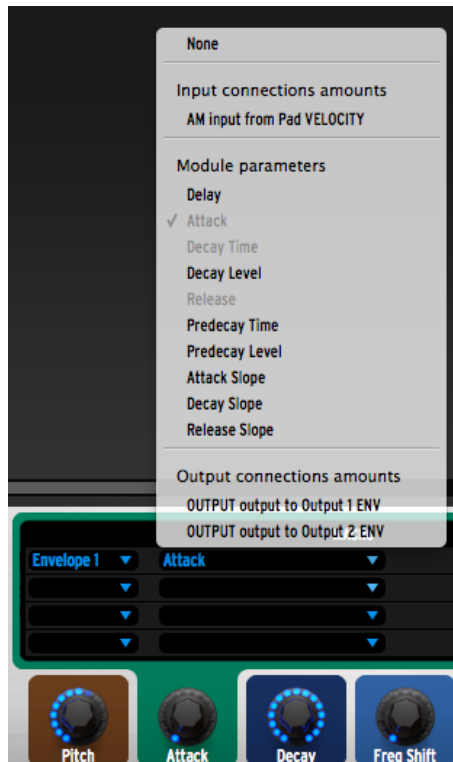 None
Input connections amounts
AM input from Pad VELOCITY
Module parameters
Delay
✓ Attack
Decay Time
Decay Level
Release
Predecay Time
Predecay Level
Attack Slope
Decay Slope
Release Slope
Output connections amounts
OUTPUT output to Output 1 ENV
OUTPUT output to Output 2 ENV
Envelope 1 Attack
Pitch Attack Decay Freq Shift